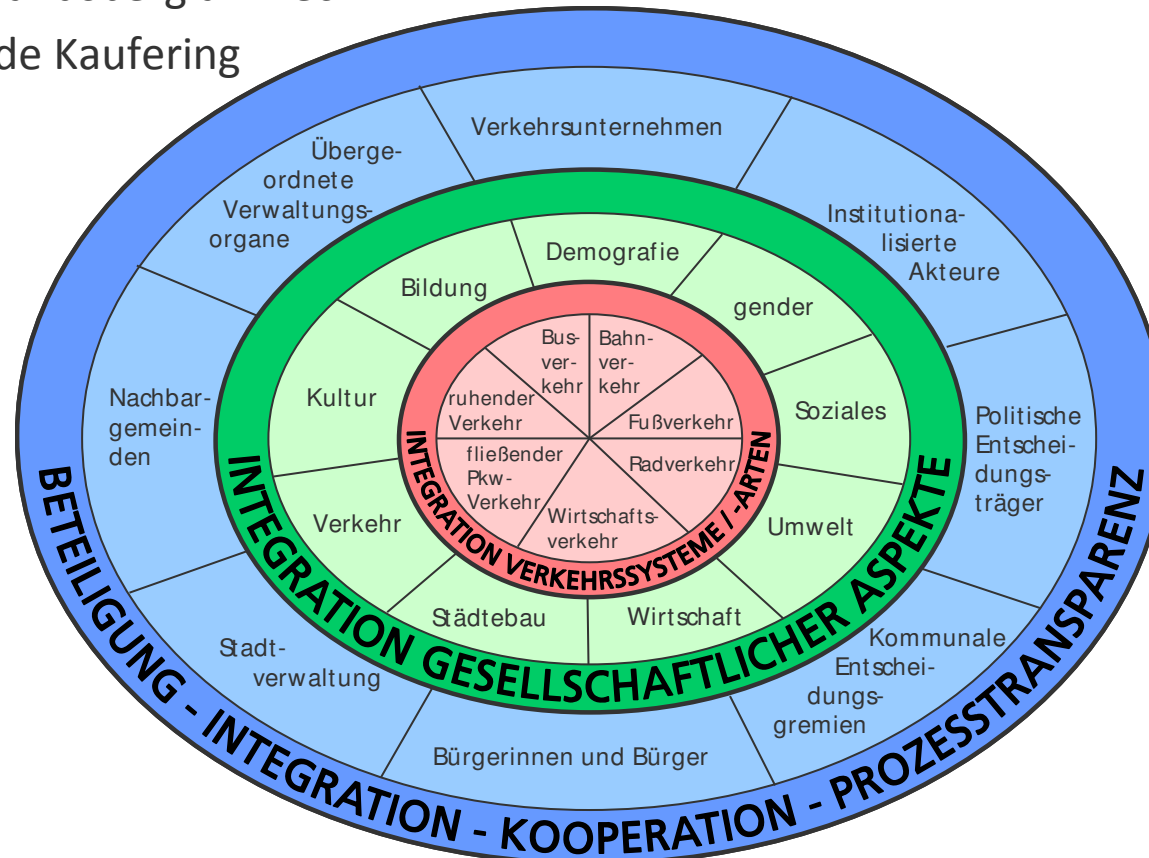 de Kaufering
Verkehrsunternehmen
Überge-
ordnete
Verwaltungs-
organe
Institutiona-
lisierte
Akteure
Nachbar-
gemein-
den
Politische
Entschei-
dungs-
träger
Stadt-
verwaltung
Kommunale
Entschei-
dungs-
gremien
Bürgerinnen und Bürger
BETEILIGUNG - INTEGRATION - KOOPERATION - PROZESSTRANSPARENZ
Demografie
Bildung
gender
Kultur
Soziales
Verkehr
Umwelt
Städtebau
Wirtschaft
INTEGRATION GESELLSCHAFTLICHER ASPEKTE
Bus-
ver-
kehr
Bahn-
ver-
kehr
ruhender
Verkehr
Fußverkehr
fließender
Pkw-
Verkehr
Radverkehr
Wirtschafts-
verkehr
INTEGRATION VERKEHRSSYSTEME / -ARTEN